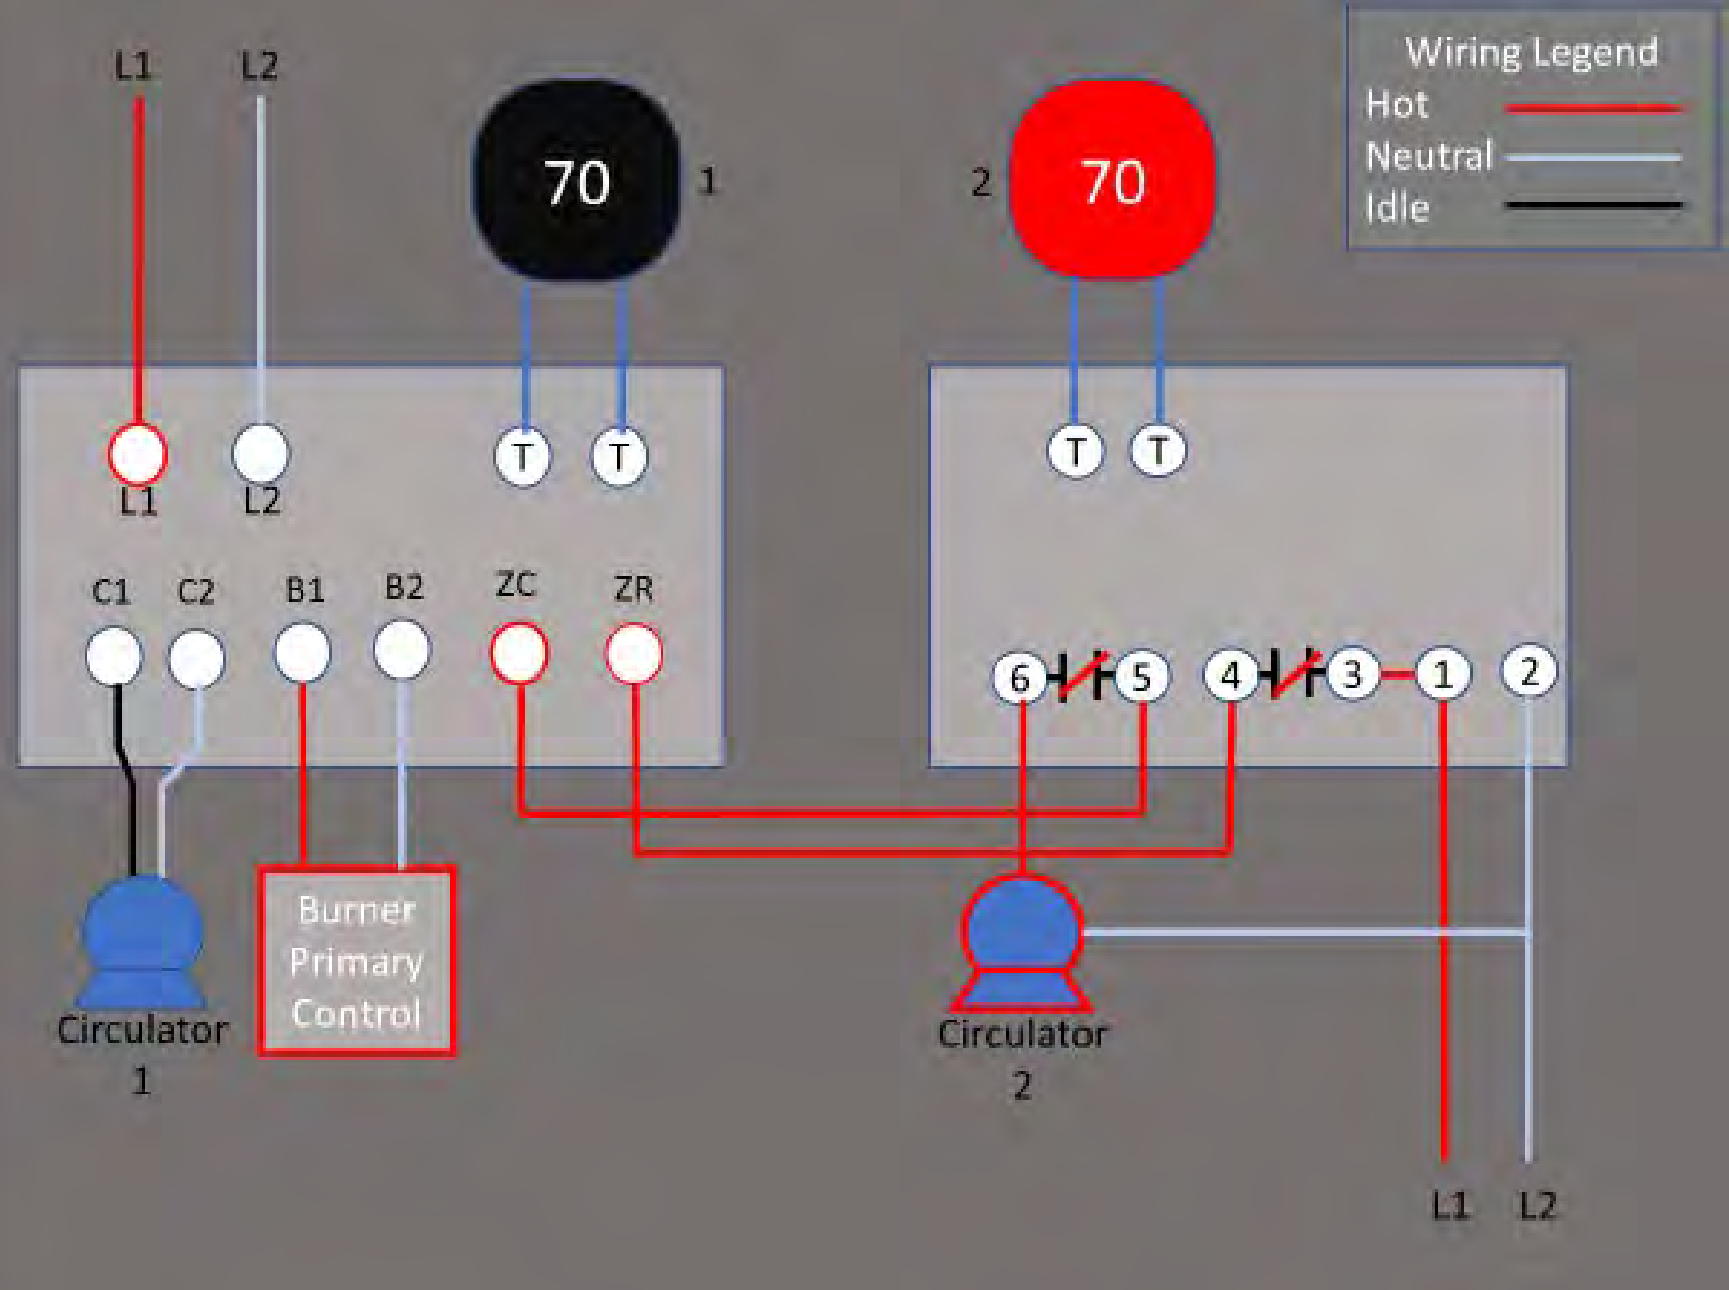 L1 L2
70 1
2 70
Wiring Legend
Hot
Neutral
Idle
T T
L1 L2
C1 C2 B1 B2 ZC ZR
T T
6 5 4 3 1 2
Burner
Primary
Control
Circulator
1
Circulator
2
L1 L2